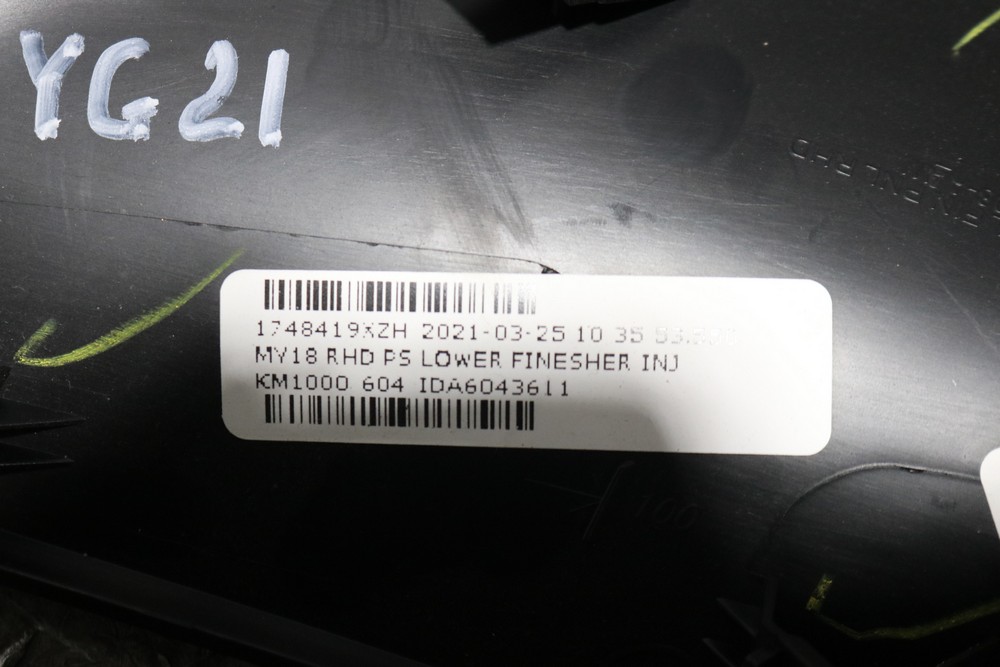 YG21
1748419XZH 2021-03-25 10 35
MY18 RHD PS LOWER FINESHER INJ
KM1000 604 IDA6043611